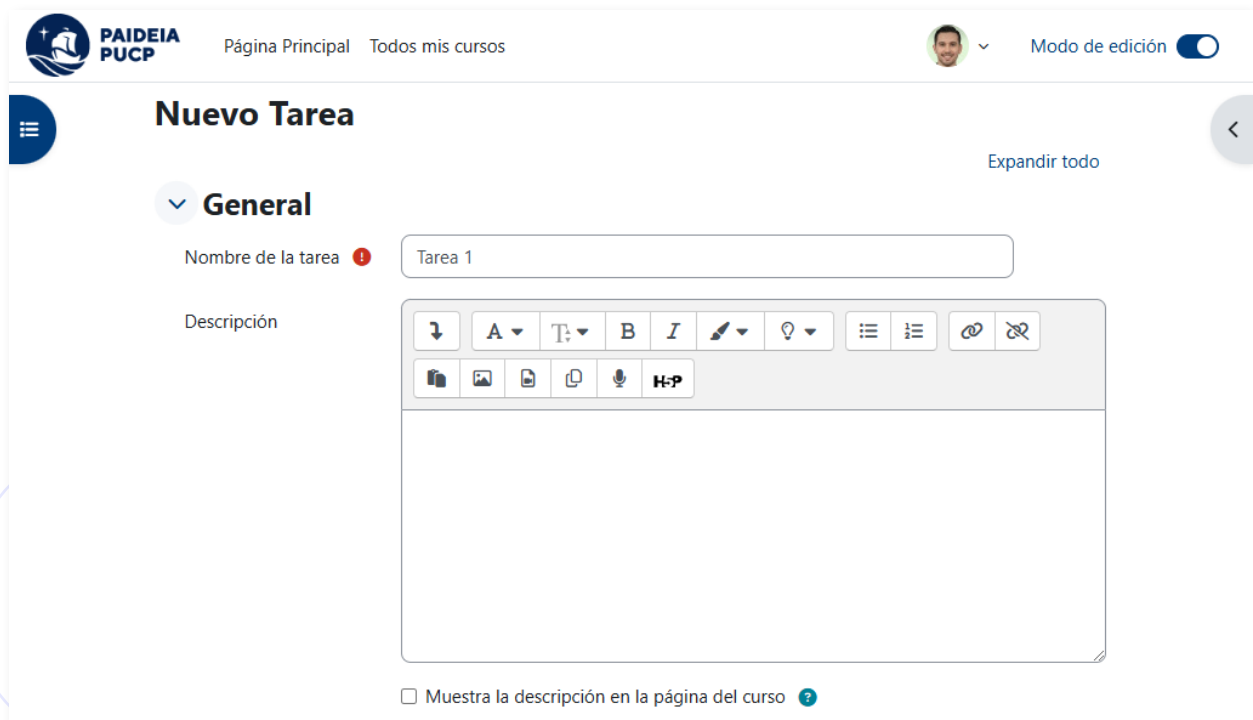 PAIDEIA
PUCP
Página Principal Todos mis cursos
Modo de edición
Nuevo Tarea
Expandir todo
General
Nombre de la tarea
Tarea 1
Descripción
A T B I
H5P
Muestra la descripción en la página del curso